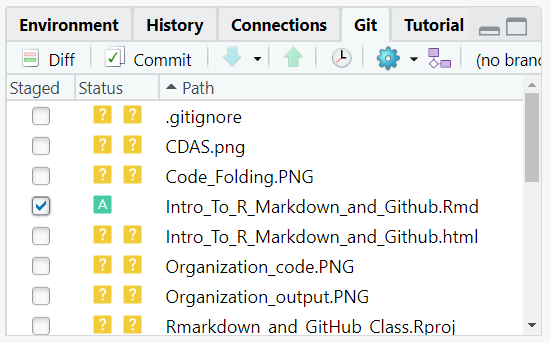 Environment History Connections Git Tutorial
Diff Commit (no branc
Staged Status Path
? ? .gitignore
? ? CDAS.png
? ? Code_Folding.PNG
A Intro_To_R_Markdown_and_Github.Rmd
? ? Intro_To_R_Markdown_and_Github.html
? ? Organization_code.PNG
? ? Organization_output.PNG
? ? Rmarkdown_and_GitHub_Class.Rproj